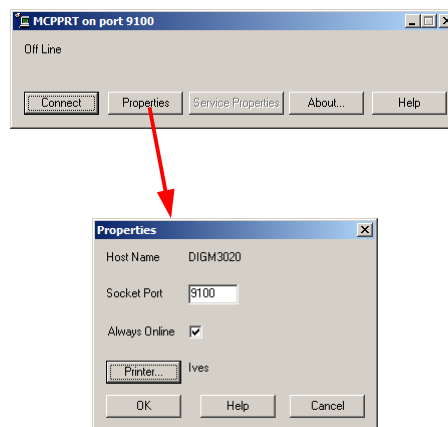 MCPPRT on port 9100
Off Line
Connect Properties Service Properties About... Help
Properties
Host Name DIGM3020
Socket Port 9100
Always Online
Printer... Ives
OK Help Cancel